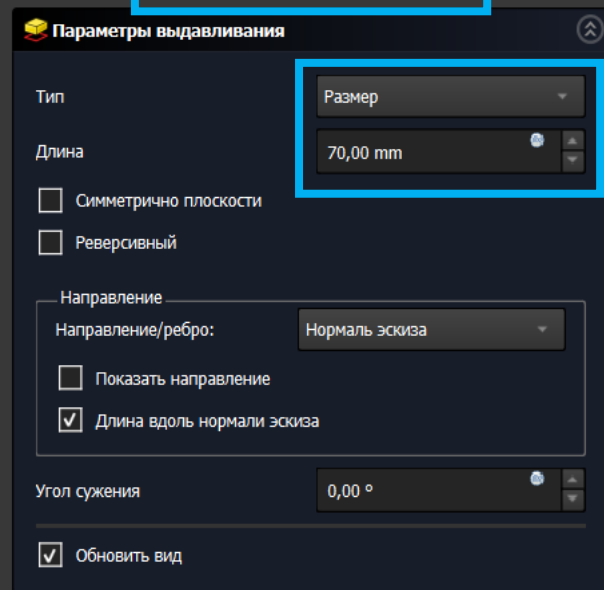 Параметры выдавливания
Тип Размер
Длина 70,00 mm
Симметрично плоскости
Реверсивный
Направление
Направление/ребро: Нормаль эскиза
Показать направление
Длина вдоль нормали эскиза
Угол сужения 0,00 °
Обновить вид